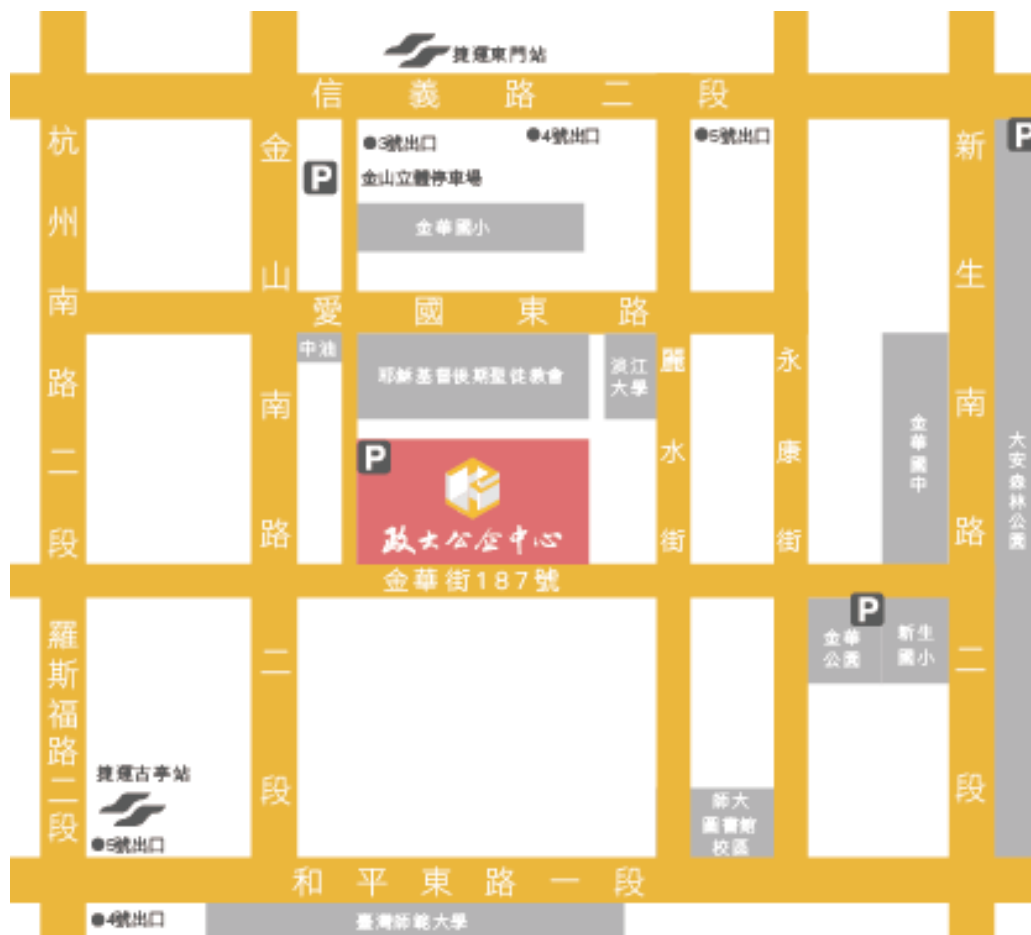 捷運東門站
信義路二段
杭州南路二段
金山南路二段
新生南路二段
P
●3號出口
●4號出口
●5號出口
P
金山立體停車場
金華國小
愛國東路
中油
耶穌基督後期聖徒教會
淡江
大學
麗水街
永康街
金華國中
大安森林公園
P
政大公企中心
金華街187號
羅斯福路二段
P
金華
公園
新生
國小
捷運古亭站
●5號出口
師大
圖書館
校區
和平東路一段
●4號出口
臺灣師範大學